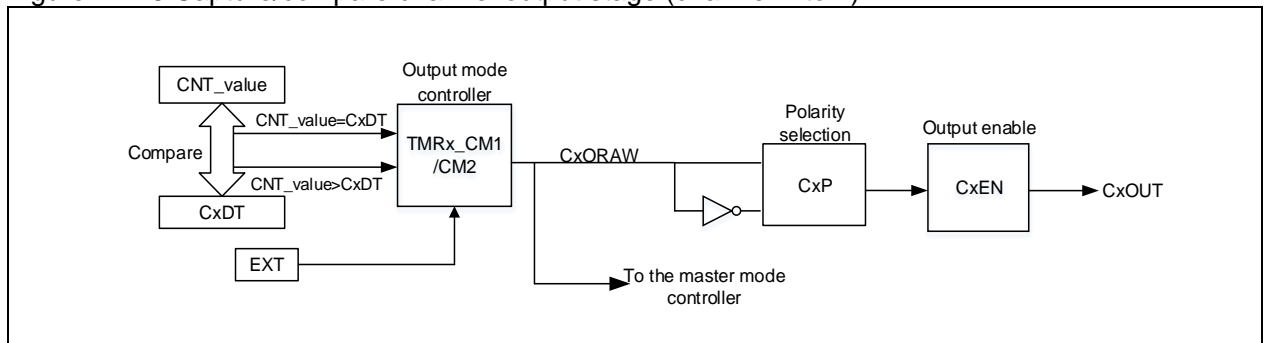 CNT_value
Compare
CxDT
CNT_value=CxDT
CNT_value>CxDT
EXT
Output mode
controller
TMRx_CM1
/CM2
CxORAW
To the master mode
controller
Polarity
selection
CxP
Output enable
CxEN
CxOUT